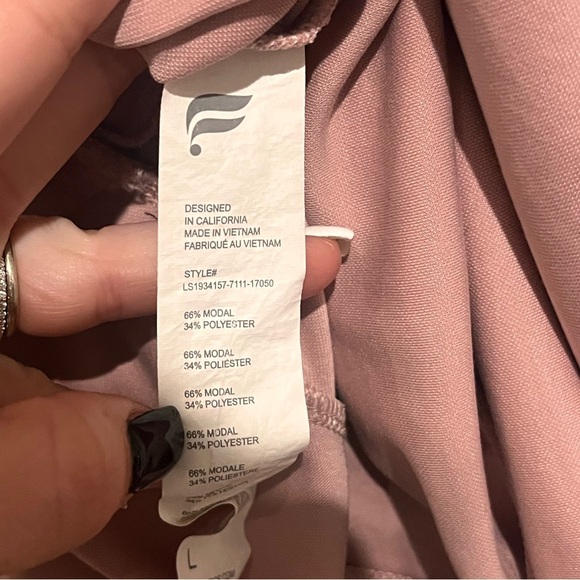 DESIGNED
IN CALIFORNIA
MADE IN VIETNAM
FABRIQUÉ AU VIETNAM
STYLE#
LS1934157-7111-17050
66% MODAL
34% POLYESTER
66% MODAL
34% POLIÉSTER
66% MODAL
34% POLYESTER
66% MODAL
34% POLYESTER
66% MODALE
34% POLIESTERE
L